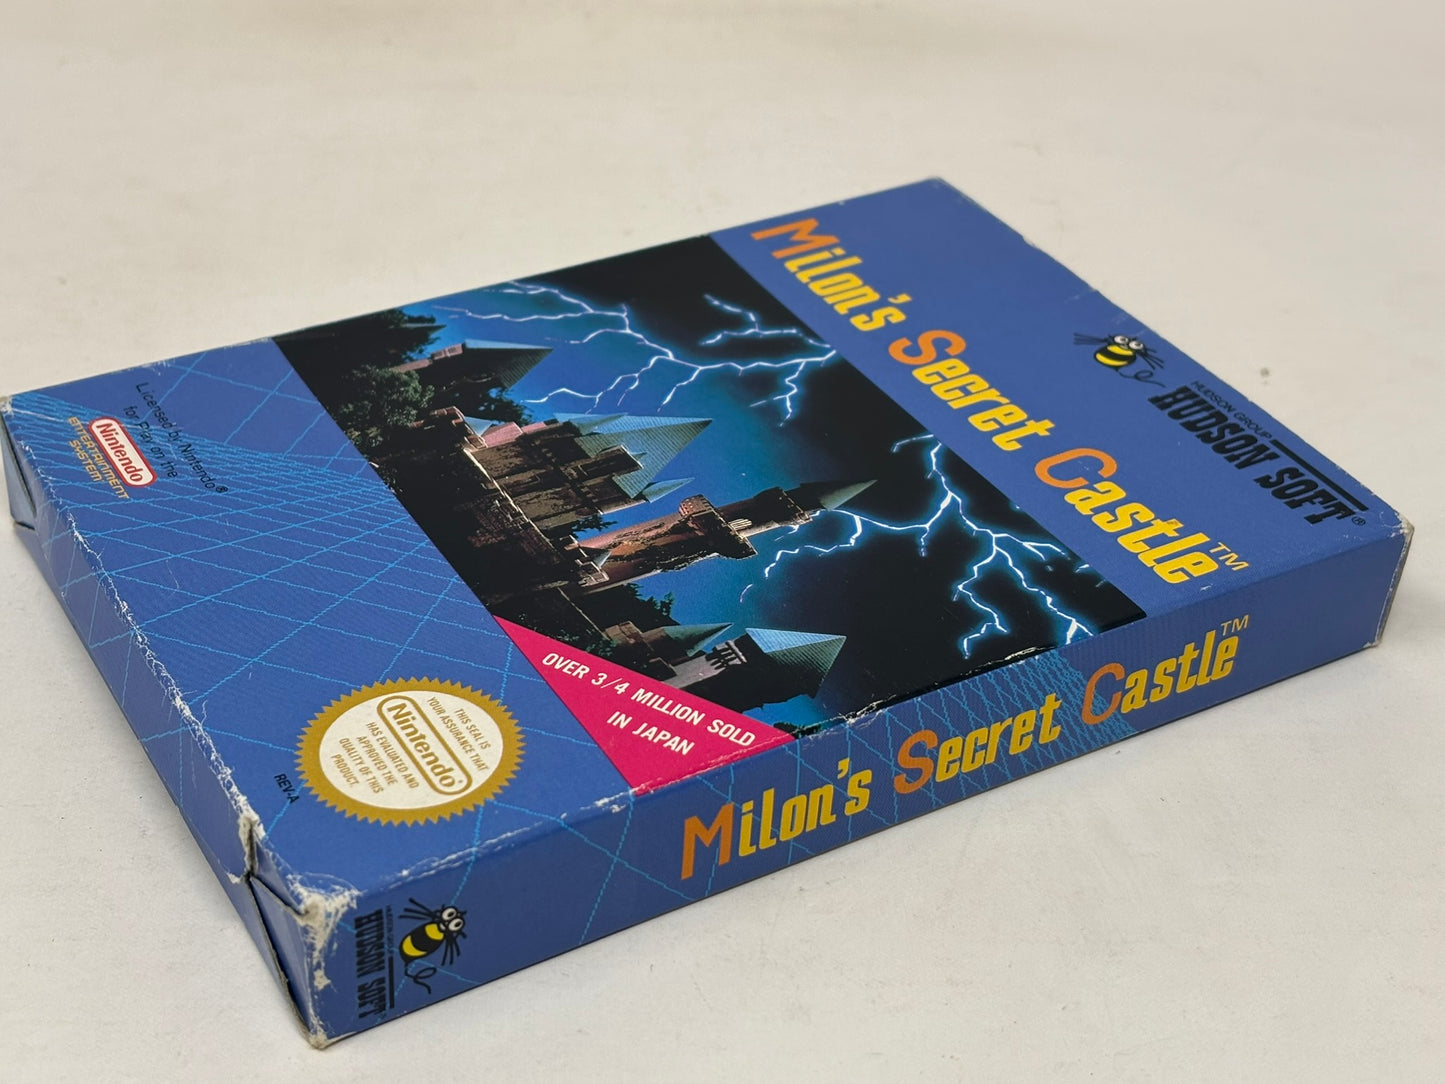 Milon's Secret Castle™
HUDSON GROUP
HUDSON SOFT®
OVER 3/4 MILLION SOLD
IN JAPAN
Licensed by Nintendo®
for Play on the
Nintendo
ENTERTAINMENT
SYSTEM
THIS SEAL IS
YOUR ASSURANCE THAT
Nintendo
HAS EVALUATED AND
APPROVED THE
QUALITY OF THIS
PRODUCT.
REV-A
Milon's Secret Castle™
HUDSON GROUP
HUDSON SOFT